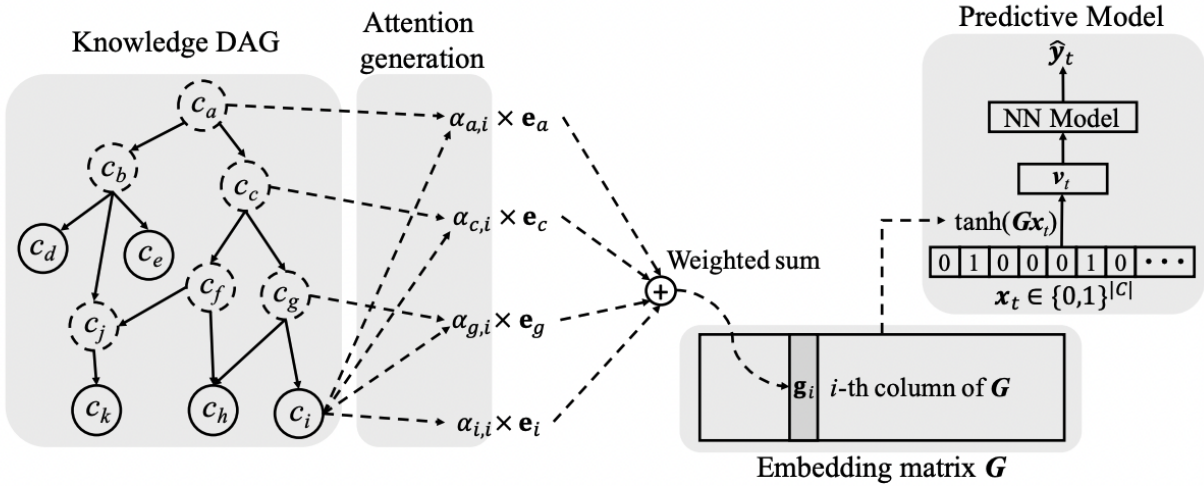 Knowledge DAG
c_a
c_b
c_c
c_d
c_e
c_f
c_g
c_j
c_k
c_h
c_i
Attention
generation
α_{a,i} × e_a
α_{c,i} × e_c
α_{g,i} × e_g
α_{i,i} × e_i
Weighted sum
+
g_i
i-th column of G
Embedding matrix G
Predictive Model
ŷ_t
NN Model
v_t
tanh(Gx_t)
0 1 0 0 0 1 0 ···
x_t ∈ {0,1}^{|C|}